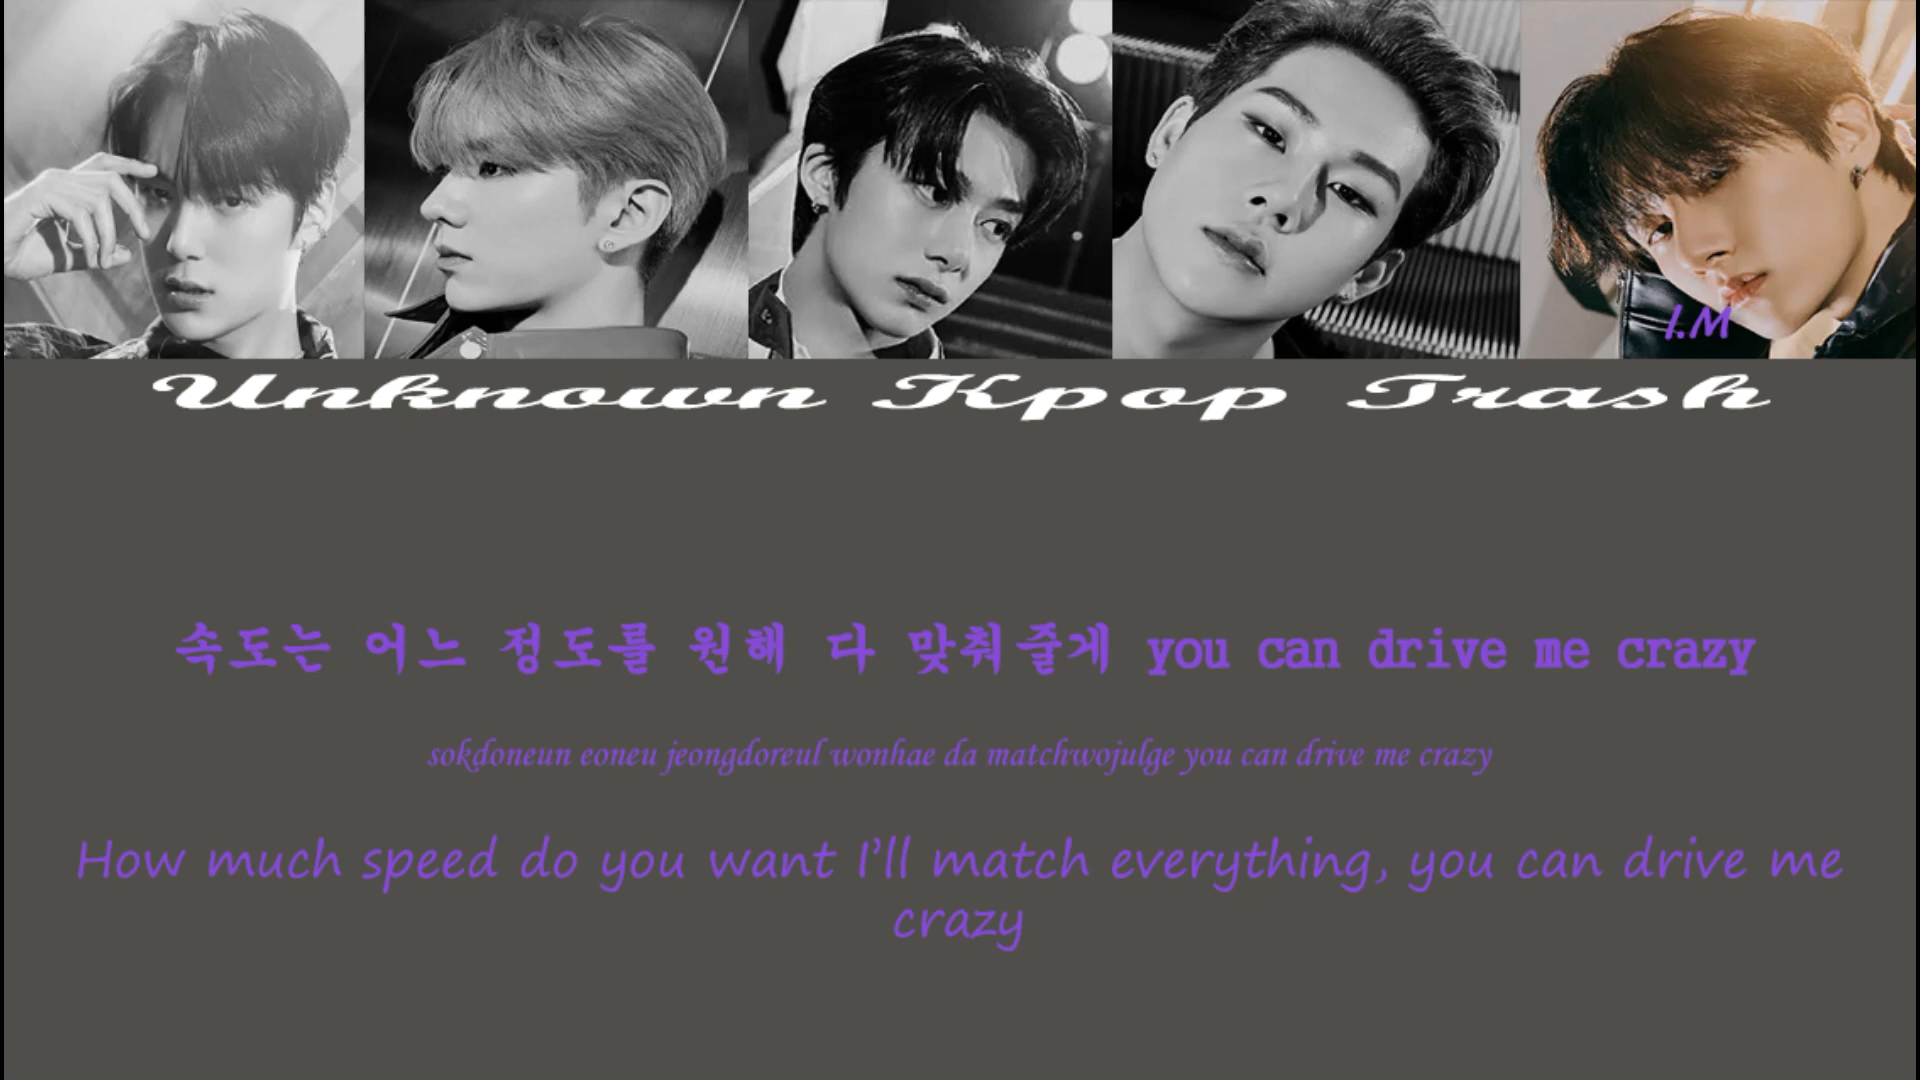 I.M
Unknown Kpop Trash
속도는 어느 정도를 원해 다 맞춰줄게 you can drive me crazy
sokdoneun eoneu jeongdoreul wonhae da matchwojulge you can drive me crazy
How much speed do you want I’ll match everything, you can drive me
crazy